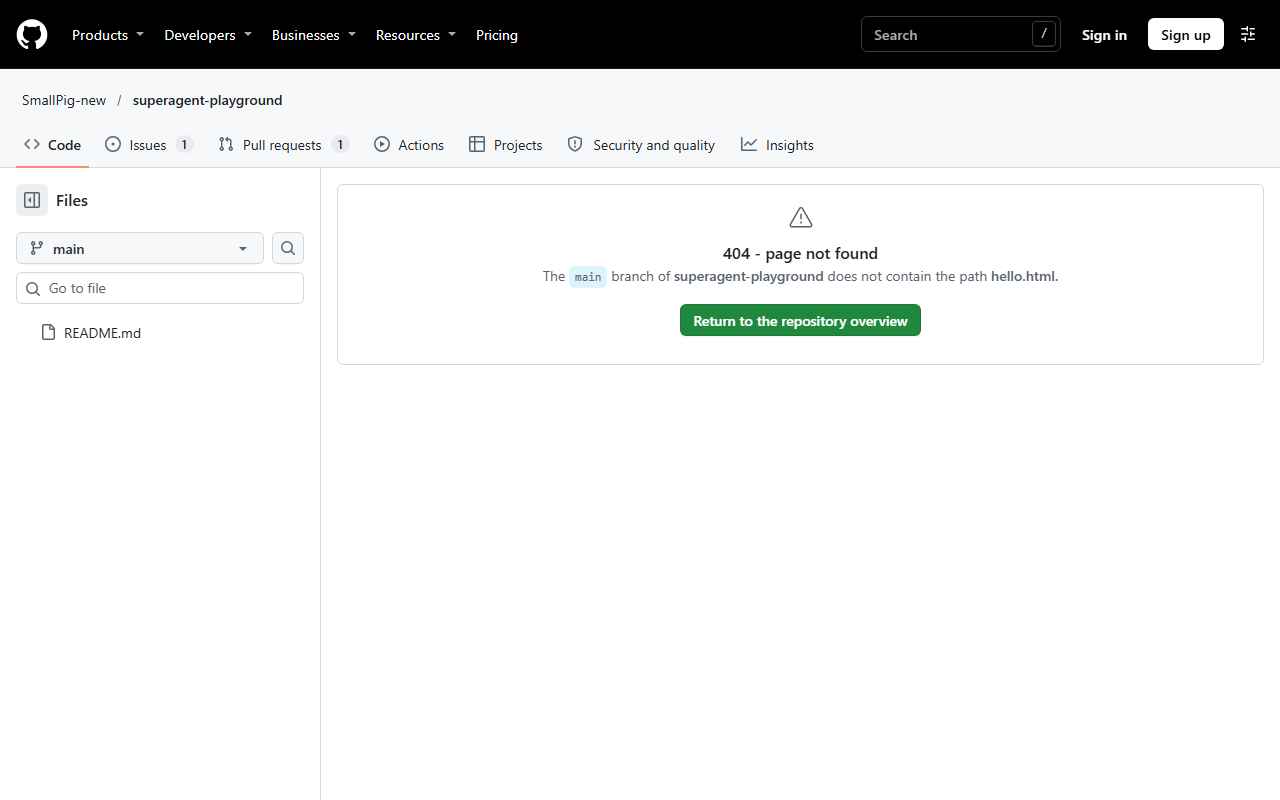 Products Developers Businesses Resources Pricing Search / Sign in Sign up
SmallPig-new / superagent-playground
Code Issues 1 Pull requests 1 Actions Projects Security and quality Insights
Files
main
Go to file
README.md
404 - page not found
The main branch of superagent-playground does not contain the path hello.html.
Return to the repository overview